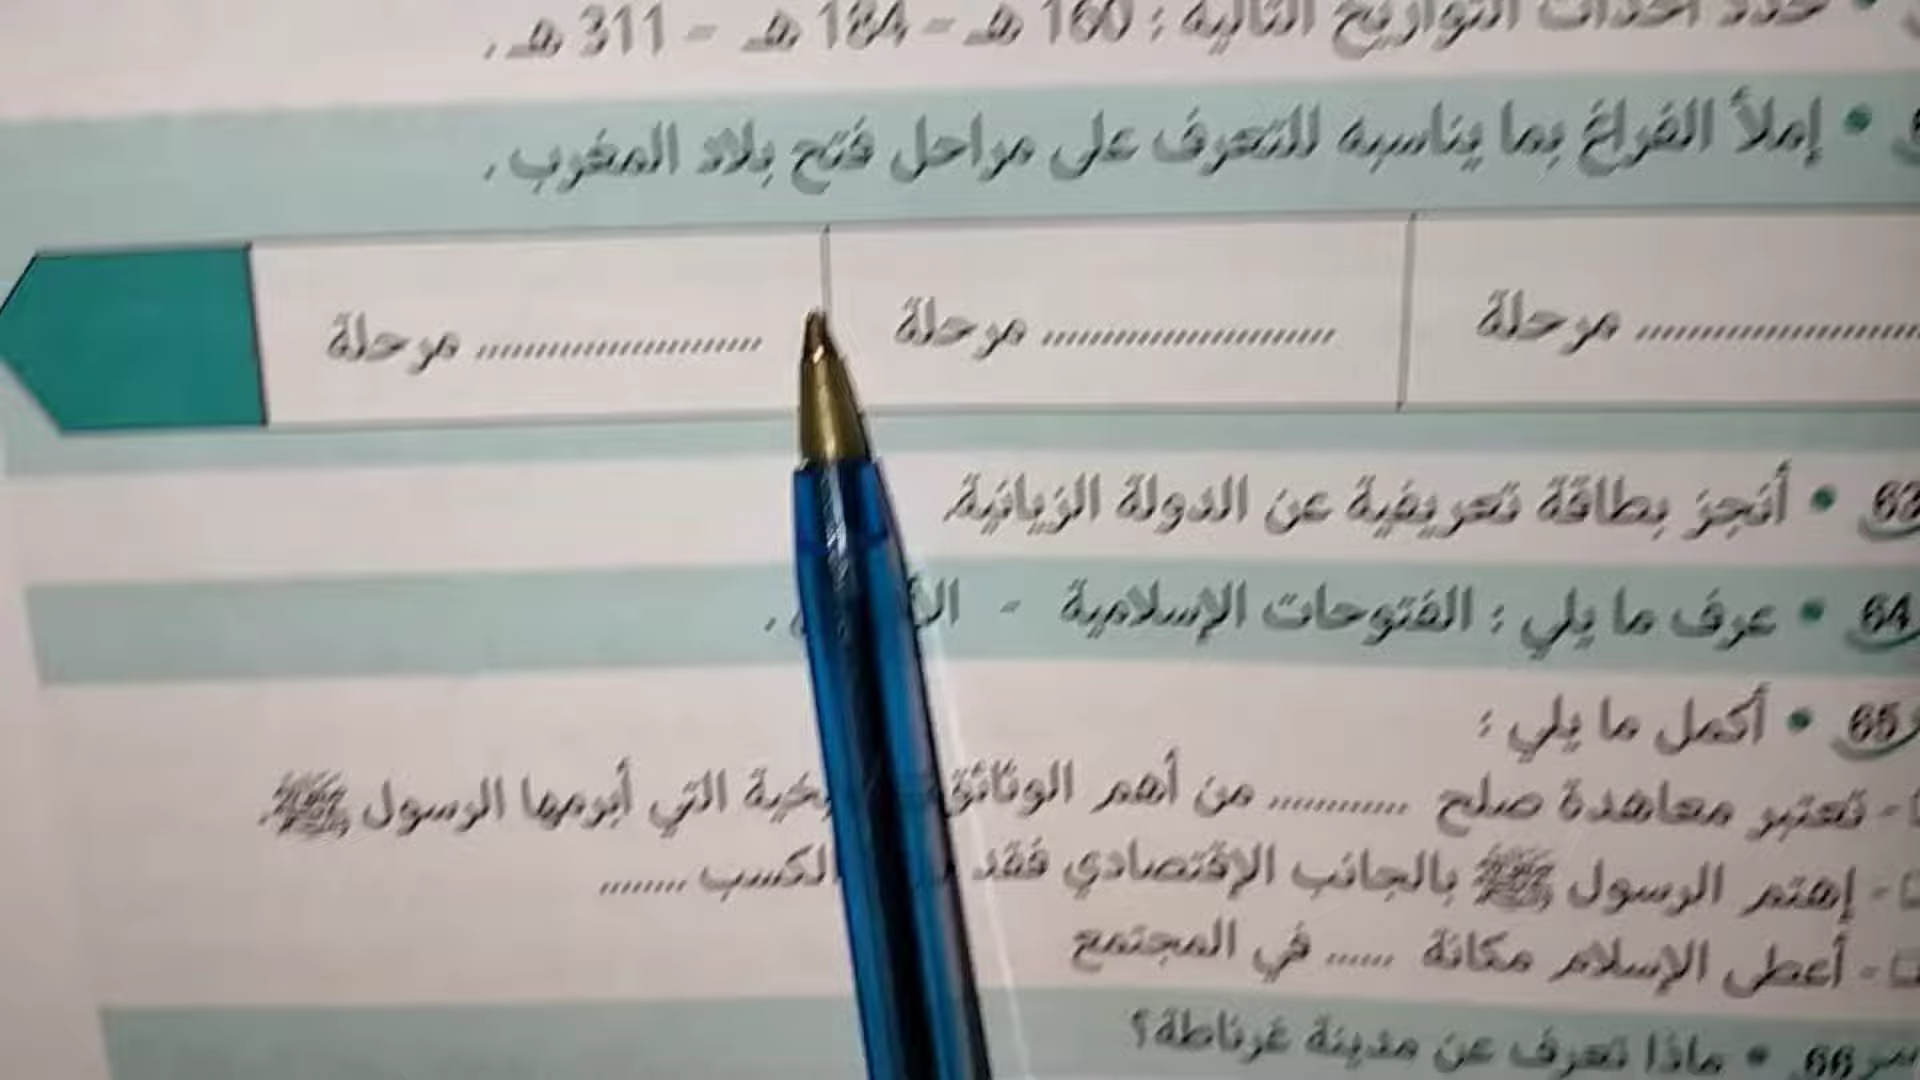 حدد أحداث التواريخ التالية : 160 هـ – 184 هـ – 311 هـ .
• إملأ الفراغ بما يناسبه للتعرف على مراحل فتح بلاد المغرب .
مرحلة ........................ مرحلة ........................ مرحلة ........................
63 • أنجز بطاقة تعريفية عن الدولة الزيانية.
64 • عرف ما يلي : الفتوحات الإسلامية -
65 • أكمل ما يلي :
- تعتبر معاهدة صلح ............ من أهم الوثائق التي أبرمها الرسول ﷺ.
- إهتم الرسول ﷺ بالجانب الإقتصادي فقد الكسب ........
- أعطى الإسلام مكانة ...... في المجتمع
66 • ماذا تعرف عن مدينة غرناطة؟